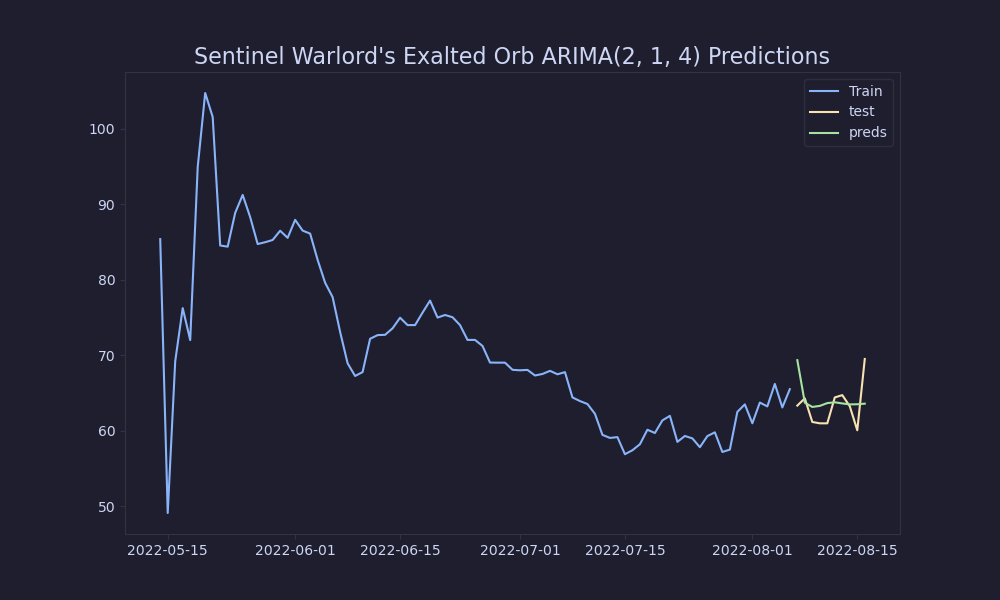 Sentinel Warlord's Exalted Orb ARIMA(2, 1, 4) Predictions
Train
test
preds
100
90
80
70
60
50
2022-05-15 2022-06-01 2022-06-15 2022-07-01 2022-07-15 2022-08-01 2022-08-15